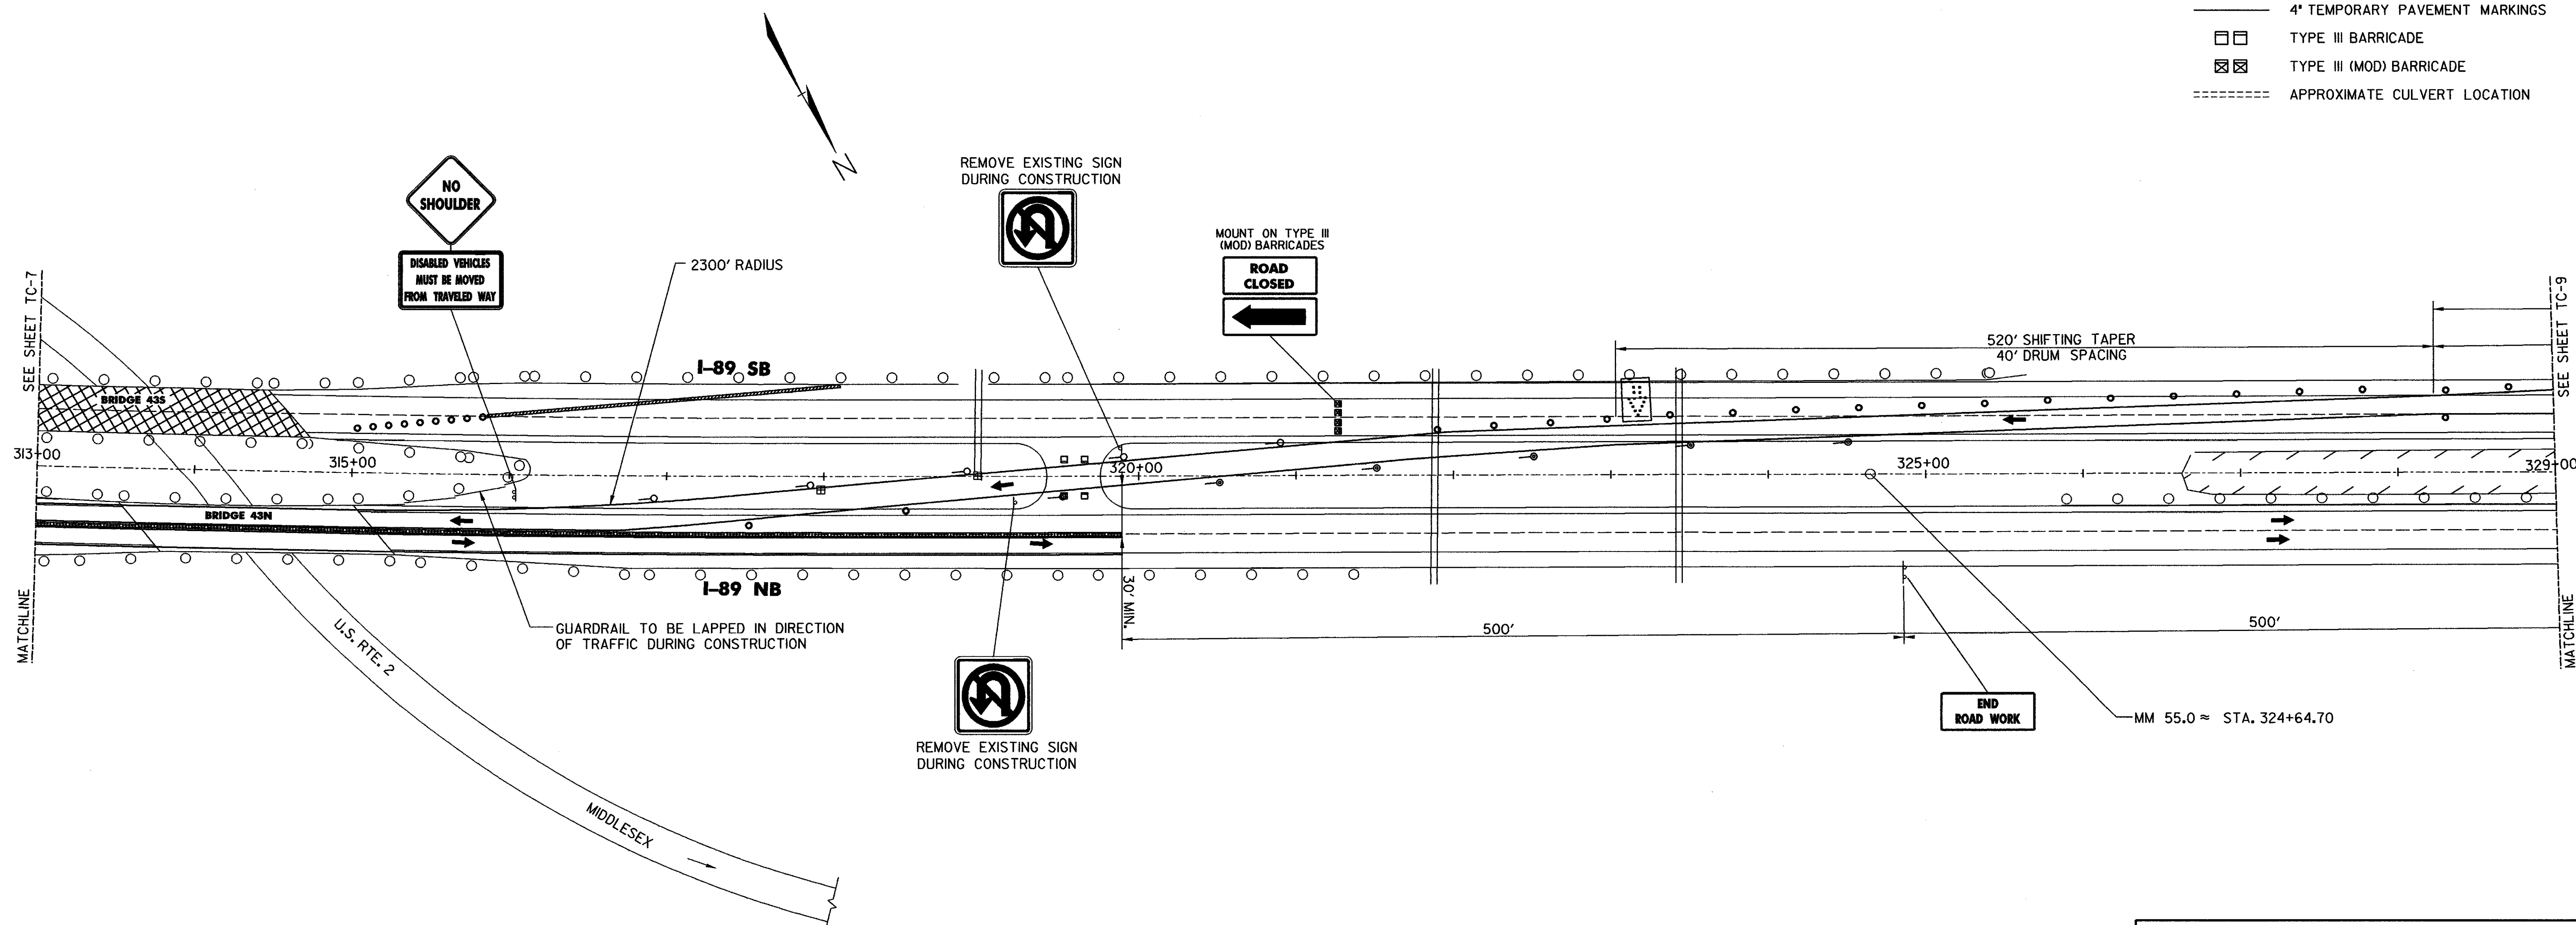 4" TEMPORARY PAVEMENT MARKINGS
TYPE III BARRICADE
TYPE III (MOD) BARRICADE
APPROXIMATE CULVERT LOCATION
N
NO
SHOULDER
DISABLED VEHICLES
MUST BE MOVED
FROM TRAVELED WAY
2300' RADIUS
REMOVE EXISTING SIGN
DURING CONSTRUCTION
MOUNT ON TYPE III
(MOD) BARRICADES
ROAD
CLOSED
520' SHIFTING TAPER
40' DRUM SPACING
SEE SHEET TC-7
SEE SHEET TC-9
I-89 SB
BRIDGE 43S
313+00
315+00
320+00
325+00
329+00
BRIDGE 43N
I-89 NB
30' MIN.
500'
500'
MATCHLINE
MATCHLINE
GUARDRAIL TO BE LAPPED IN DIRECTION
OF TRAFFIC DURING CONSTRUCTION
U.S. RTE. 2
MIDDLESEX
REMOVE EXISTING SIGN
DURING CONSTRUCTION
END
ROAD WORK
MM 55.0 ≈ STA. 324+64.70